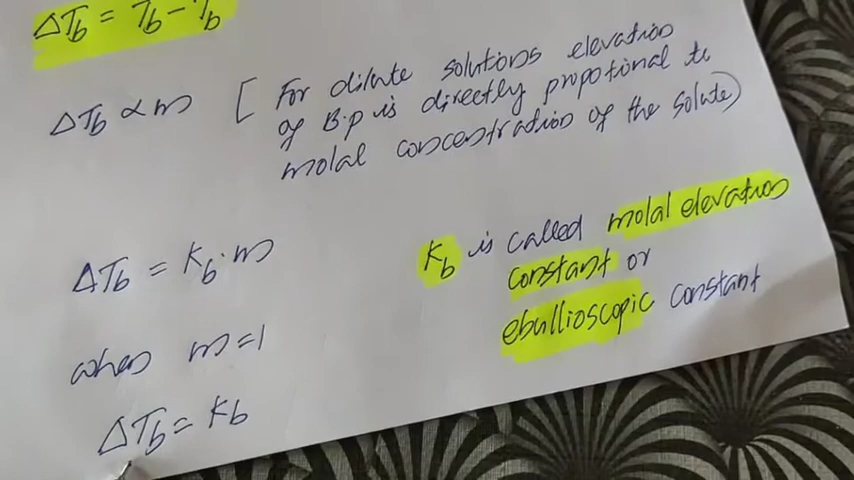 ΔTb = Tb - Tb
ΔTb ∝ m [ For dilute solutions elevation
of B.p is directly propotional to
molal concentration of the solute)
ΔTb = Kb . m
Kb is called molal elevation
constant or
ebullioscopic constant
when m=1
ΔTb = Kb